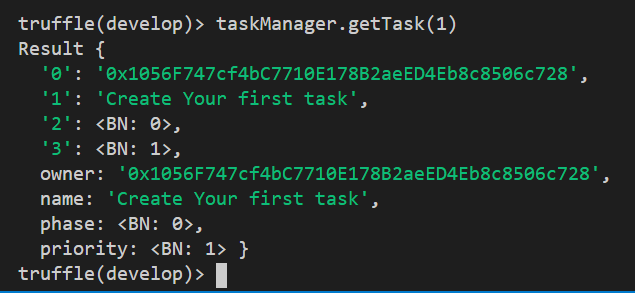 truffle(develop)> taskManager.getTask(1)
Result {
'0': '0x1056F747cf4bC7710E178B2aeED4Eb8c8506c728',
'1': 'Create Your first task',
'2': <BN: 0>,
'3': <BN: 1>,
owner: '0x1056F747cf4bC7710E178B2aeED4Eb8c8506c728',
name: 'Create Your first task',
phase: <BN: 0>,
priority: <BN: 1> }
truffle(develop)>